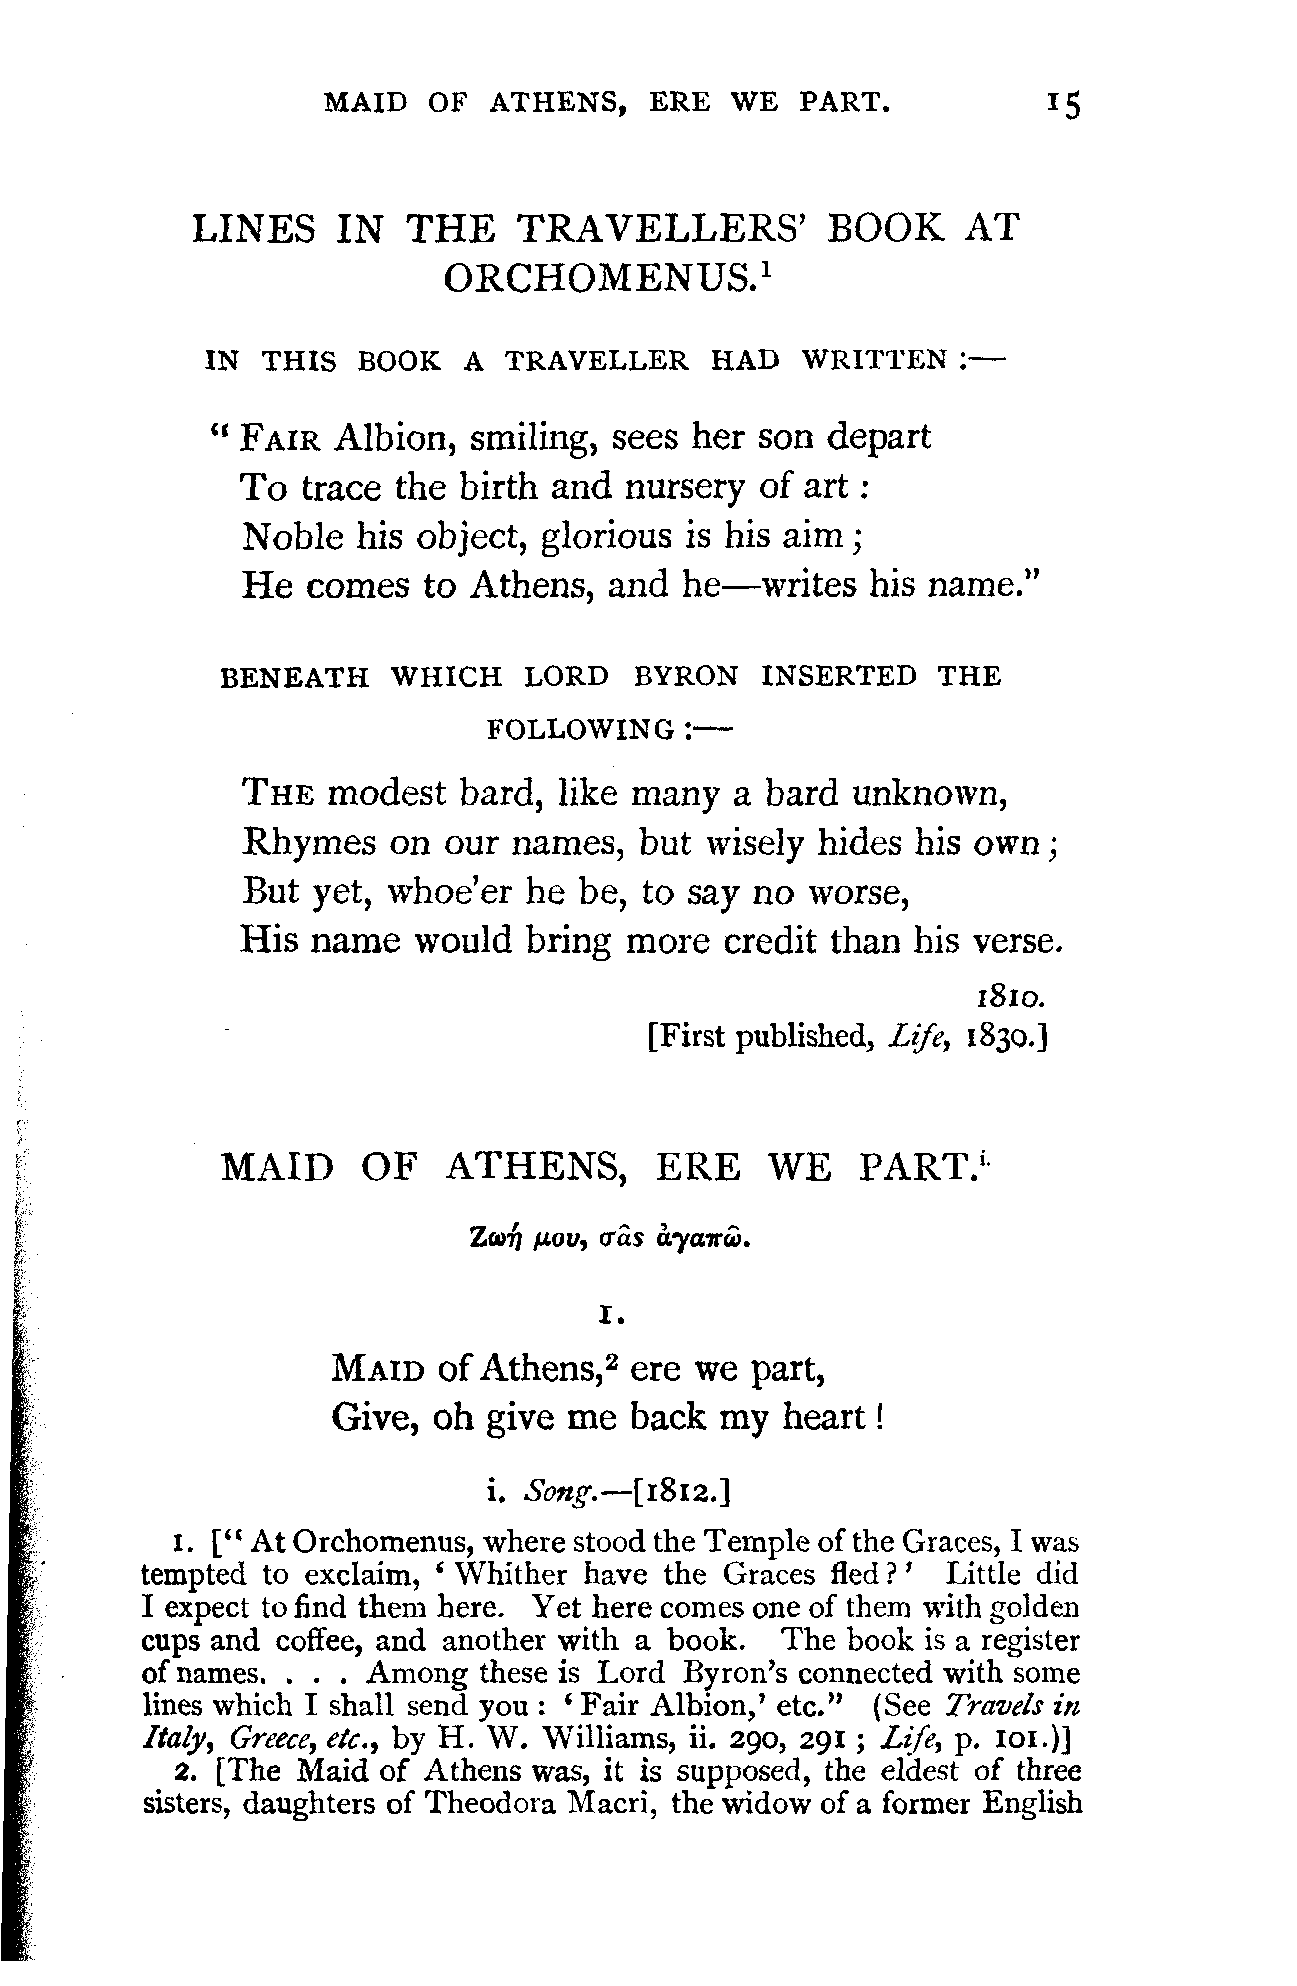 MAID OF ATHENS, ERE WE PART. 15
LINES IN THE TRAVELLERS' BOOK AT
ORCHOMENUS.¹
IN THIS BOOK A TRAVELLER HAD WRITTEN :—
" FAIR Albion, smiling, sees her son depart
To trace the birth and nursery of art :
Noble his object, glorious is his aim ;
He comes to Athens, and he—writes his name."
BENEATH WHICH LORD BYRON INSERTED THE
FOLLOWING :—
THE modest bard, like many a bard unknown,
Rhymes on our names, but wisely hides his own ;
But yet, whoe'er he be, to say no worse,
His name would bring more credit than his verse.
1810.
[First published, Life, 1830.]
MAID OF ATHENS, ERE WE PART.i.
Ζωή μου, σᾶς ἀγαπῶ.
1.
MAID of Athens,² ere we part,
Give, oh give me back my heart !
i. Song.—[1812.]
1. [" At Orchomenus, where stood the Temple of the Graces, I was
tempted to exclaim, ' Whither have the Graces fled ? ' Little did
I expect to find them here. Yet here comes one of them with golden
cups and coffee, and another with a book. The book is a register
of names. . . . Among these is Lord Byron's connected with some
lines which I shall send you : ' Fair Albion,' etc." (See Travels in
Italy, Greece, etc., by H. W. Williams, ii. 290, 291 ; Life, p. 101.)]
2. [The Maid of Athens was, it is supposed, the eldest of three
sisters, daughters of Theodora Macri, the widow of a former English